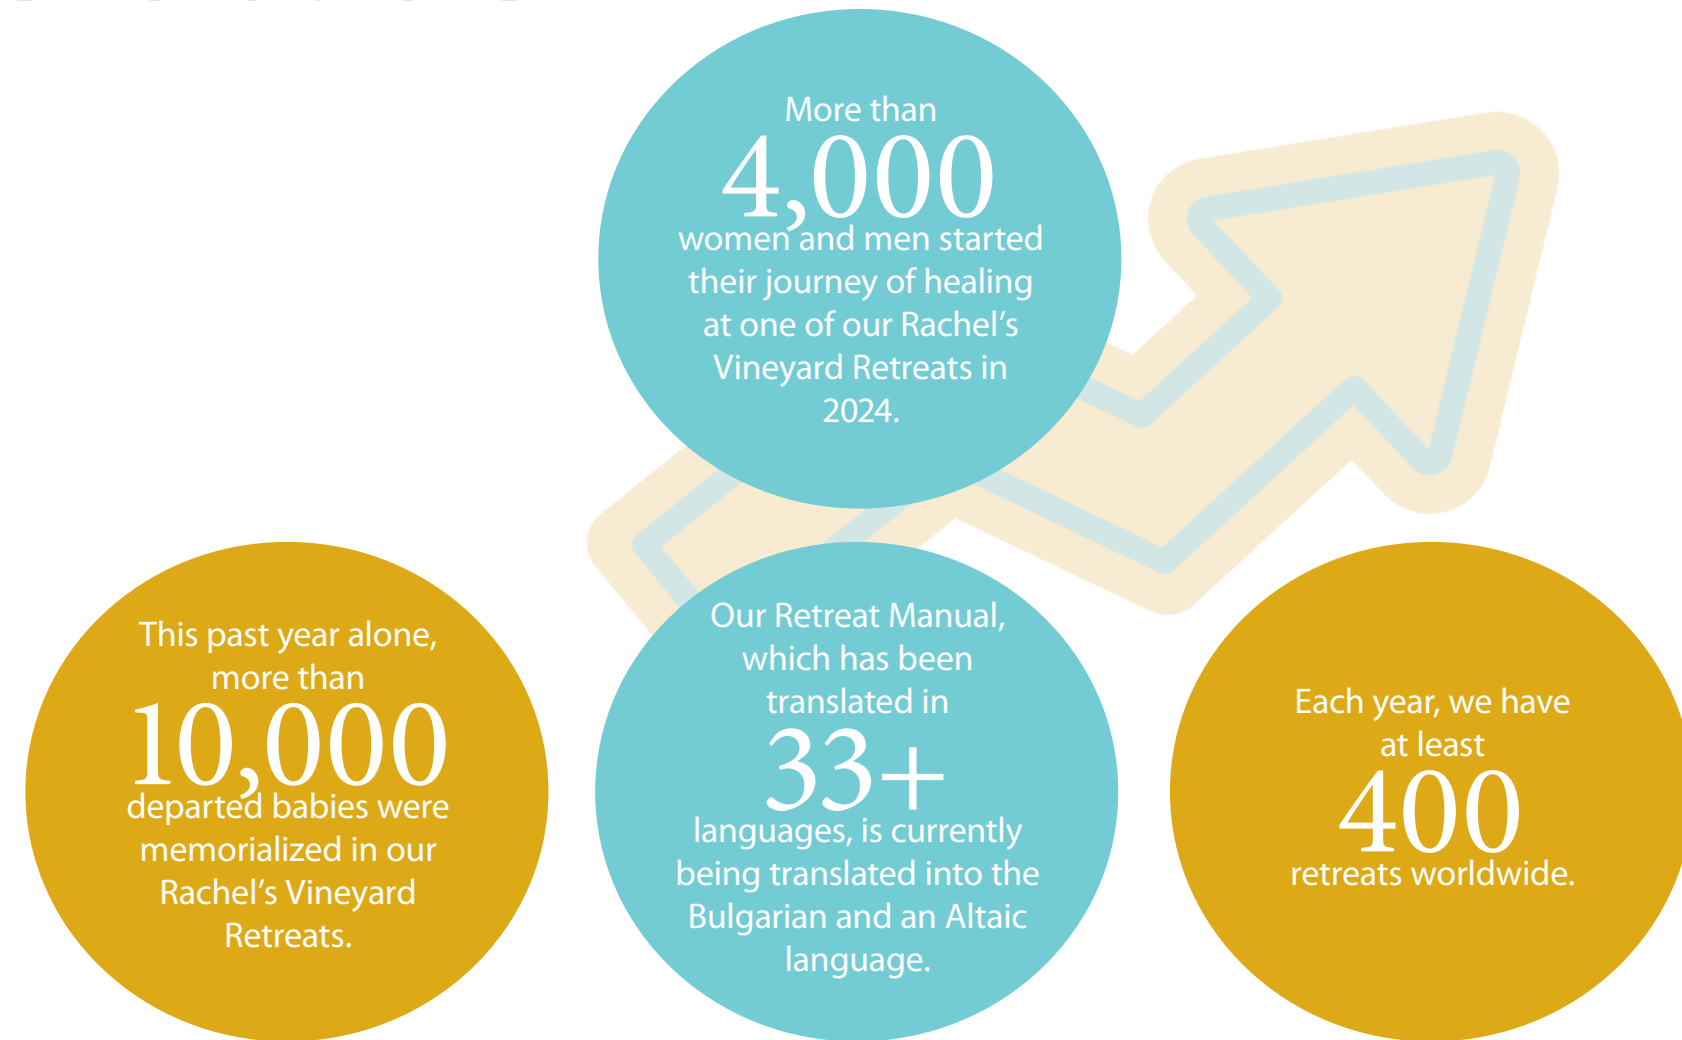 More than
4,000
women and men started
their journey of healing
at one of our Rachel’s
Vineyard Retreats in
2024.
This past year alone,
more than
10,000
departed babies were
memorialized in our
Rachel’s Vineyard
Retreats.
Our Retreat Manual,
which has been
translated in
33+
languages, is currently
being translated into the
Bulgarian and an Altaic
language.
Each year, we have
at least
400
retreats worldwide.